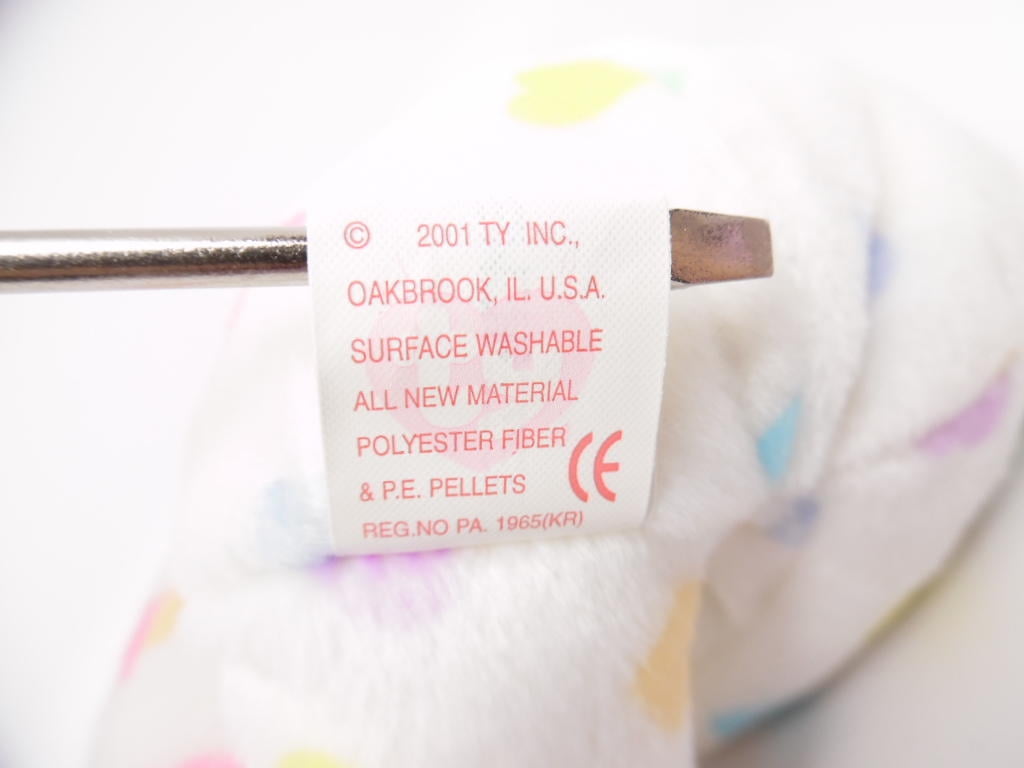 © 2001 TY INC.,
OAKBROOK, IL. U.S.A.
SURFACE WASHABLE
ALL NEW MATERIAL
POLYESTER FIBER
& P.E. PELLETS
CE
REG.NO PA. 1965(KR)